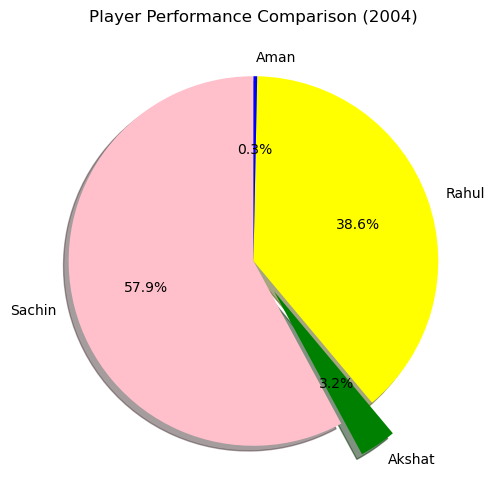 Player Performance Comparison (2004)
Aman
0.3%
Rahul
38.6%
57.9%
Sachin
3.2%
Akshat